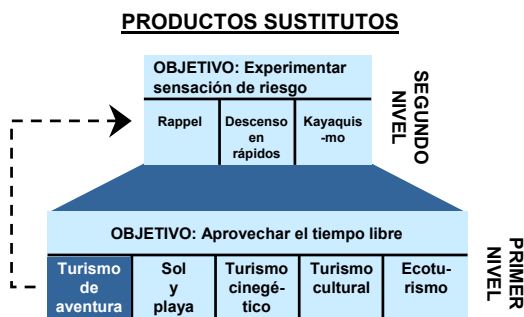 PRODUCTOS SUSTITUTOS
OBJETIVO: Experimentar
sensación de riesgo
Rappel
Descenso
en
rápidos
Kayaquis
-mo
SEGUNDO
NIVEL
OBJETIVO: Aprovechar el tiempo libre
Turismo
de
aventura
Sol
y
playa
Turismo
cinegé-
tico
Turismo
cultural
Ecotu-
rismo
PRIMER
NIVEL